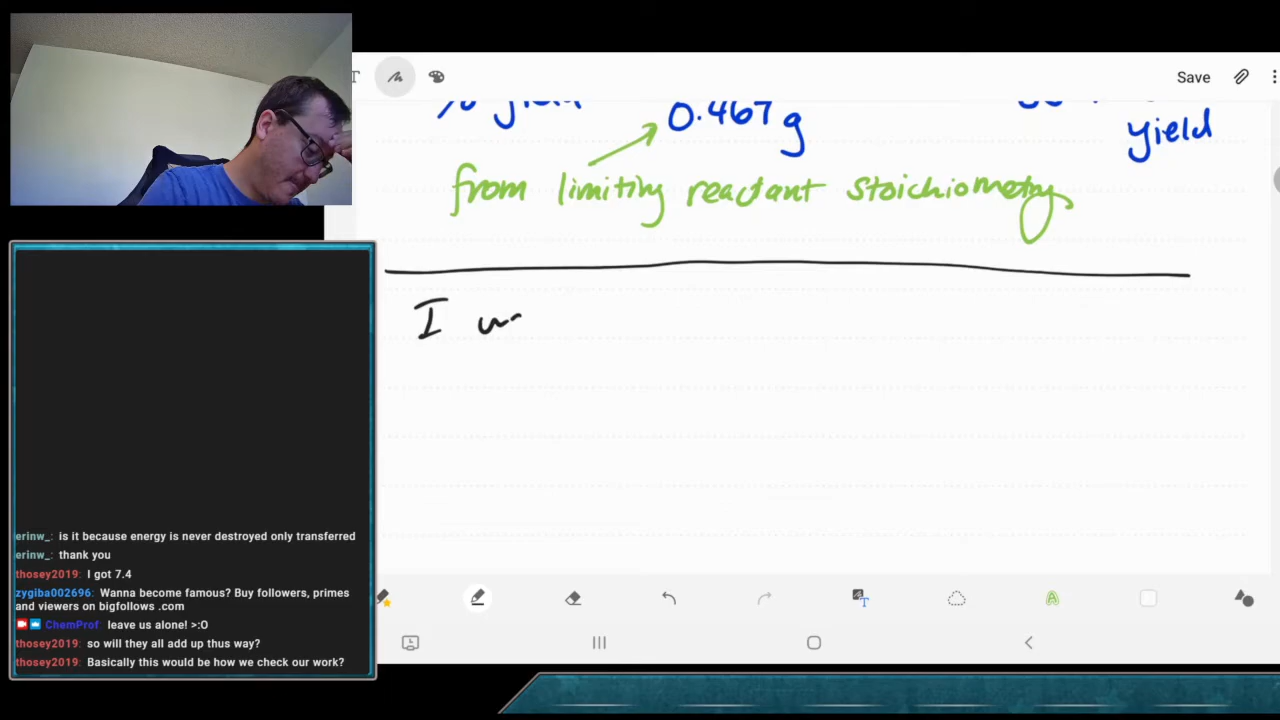 T
Save
% yield
0.467 g
yield
from limiting reactant stoichiometry
I
erinw_: is it because energy is never destroyed only transferred
erinw_: thank you
thosey2019: I got 7.4
zygiba002696: Wanna become famous? Buy followers, primes
and viewers on bigfollows .com
ChemProf: leave us alone! >:O
thosey2019: so will they all add up thus way?
thosey2019: Basically this would be how we check our work?
T
A